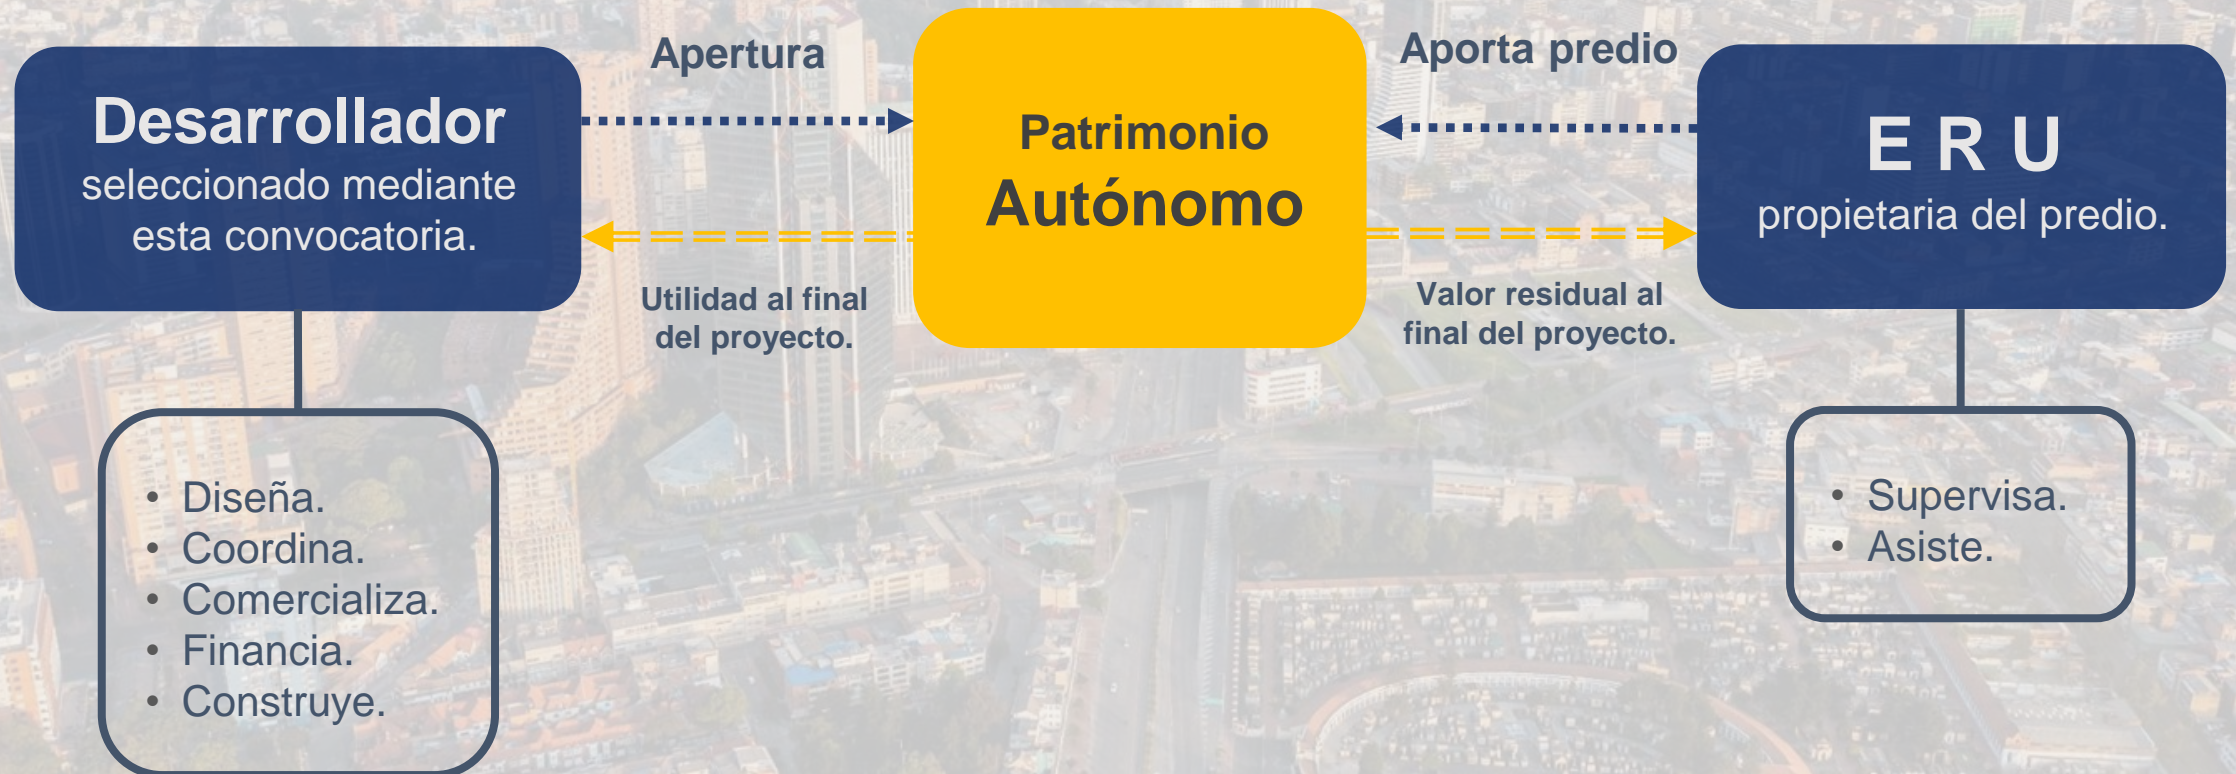 Desarrollador
seleccionado mediante
esta convocatoria.
Apertura
Utilidad al final
del proyecto.
Patrimonio
Autónomo
Aporta predio
Valor residual al
final del proyecto.
E R U
propietaria del predio.
• Diseña.
• Coordina.
• Comercializa.
• Financia.
• Construye.
• Supervisa.
• Asiste.